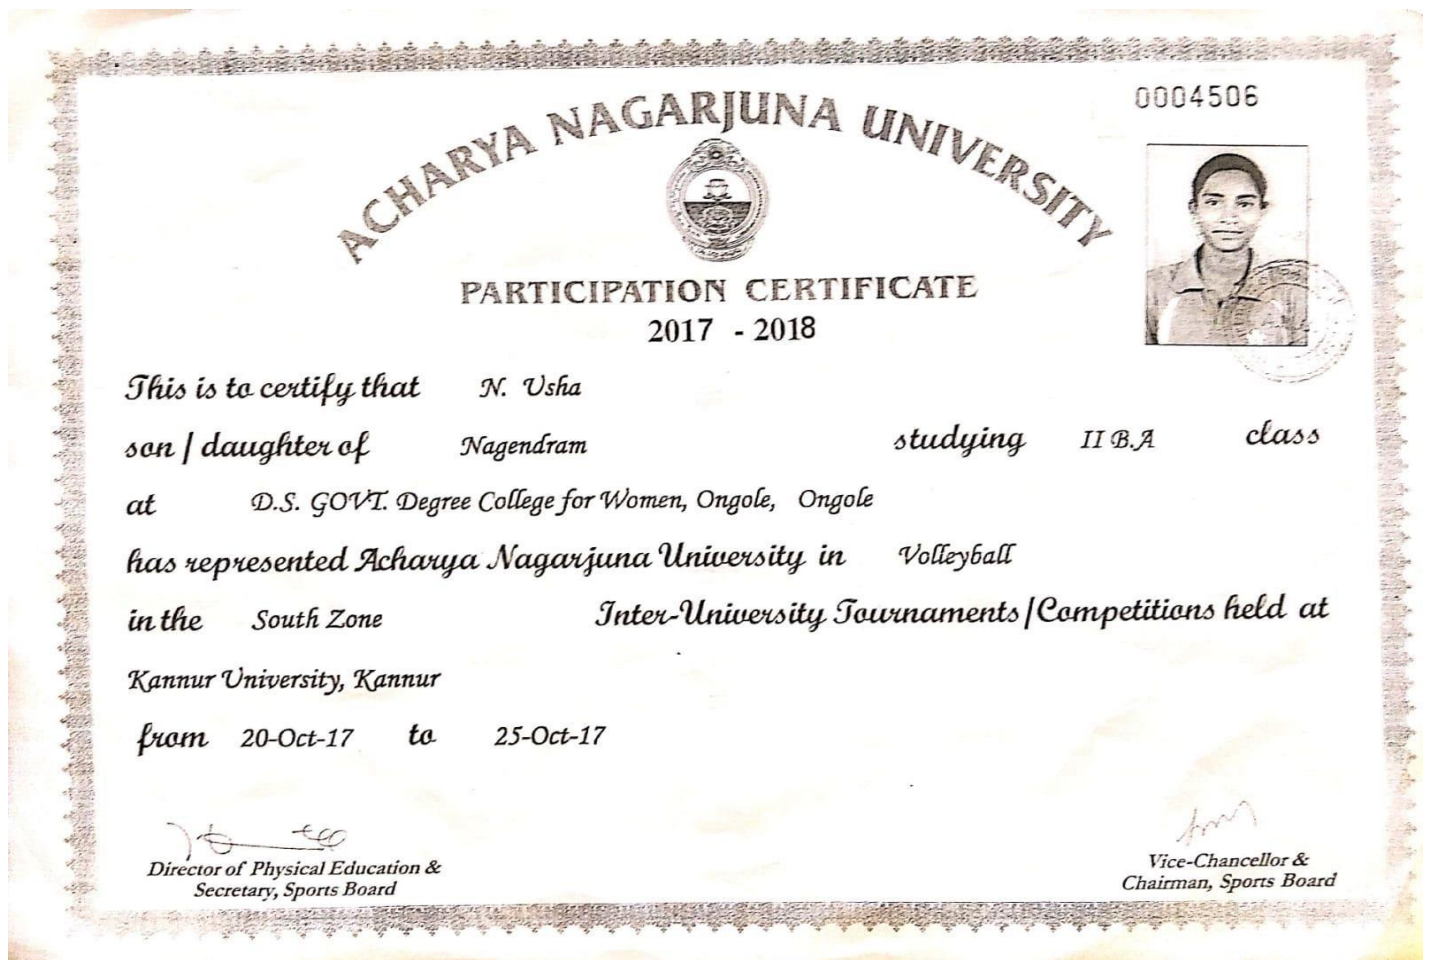 0004506
ACHARYA NAGARJUNA UNIVERSITY
PARTICIPATION CERTIFICATE
2017 - 2018
This is to certify that N. Usha
son / daughter of Nagendram studying II B.A class
at D.S. GOVT. Degree College for Women, Ongole, Ongole
has represented Acharya Nagarjuna University in Volleyball
in the South Zone Inter-University Tournaments/Competitions held at
Kannur University, Kannur
from 20-Oct-17 to 25-Oct-17
Director of Physical Education &
Secretary, Sports Board
Vice-Chancellor &
Chairman, Sports Board